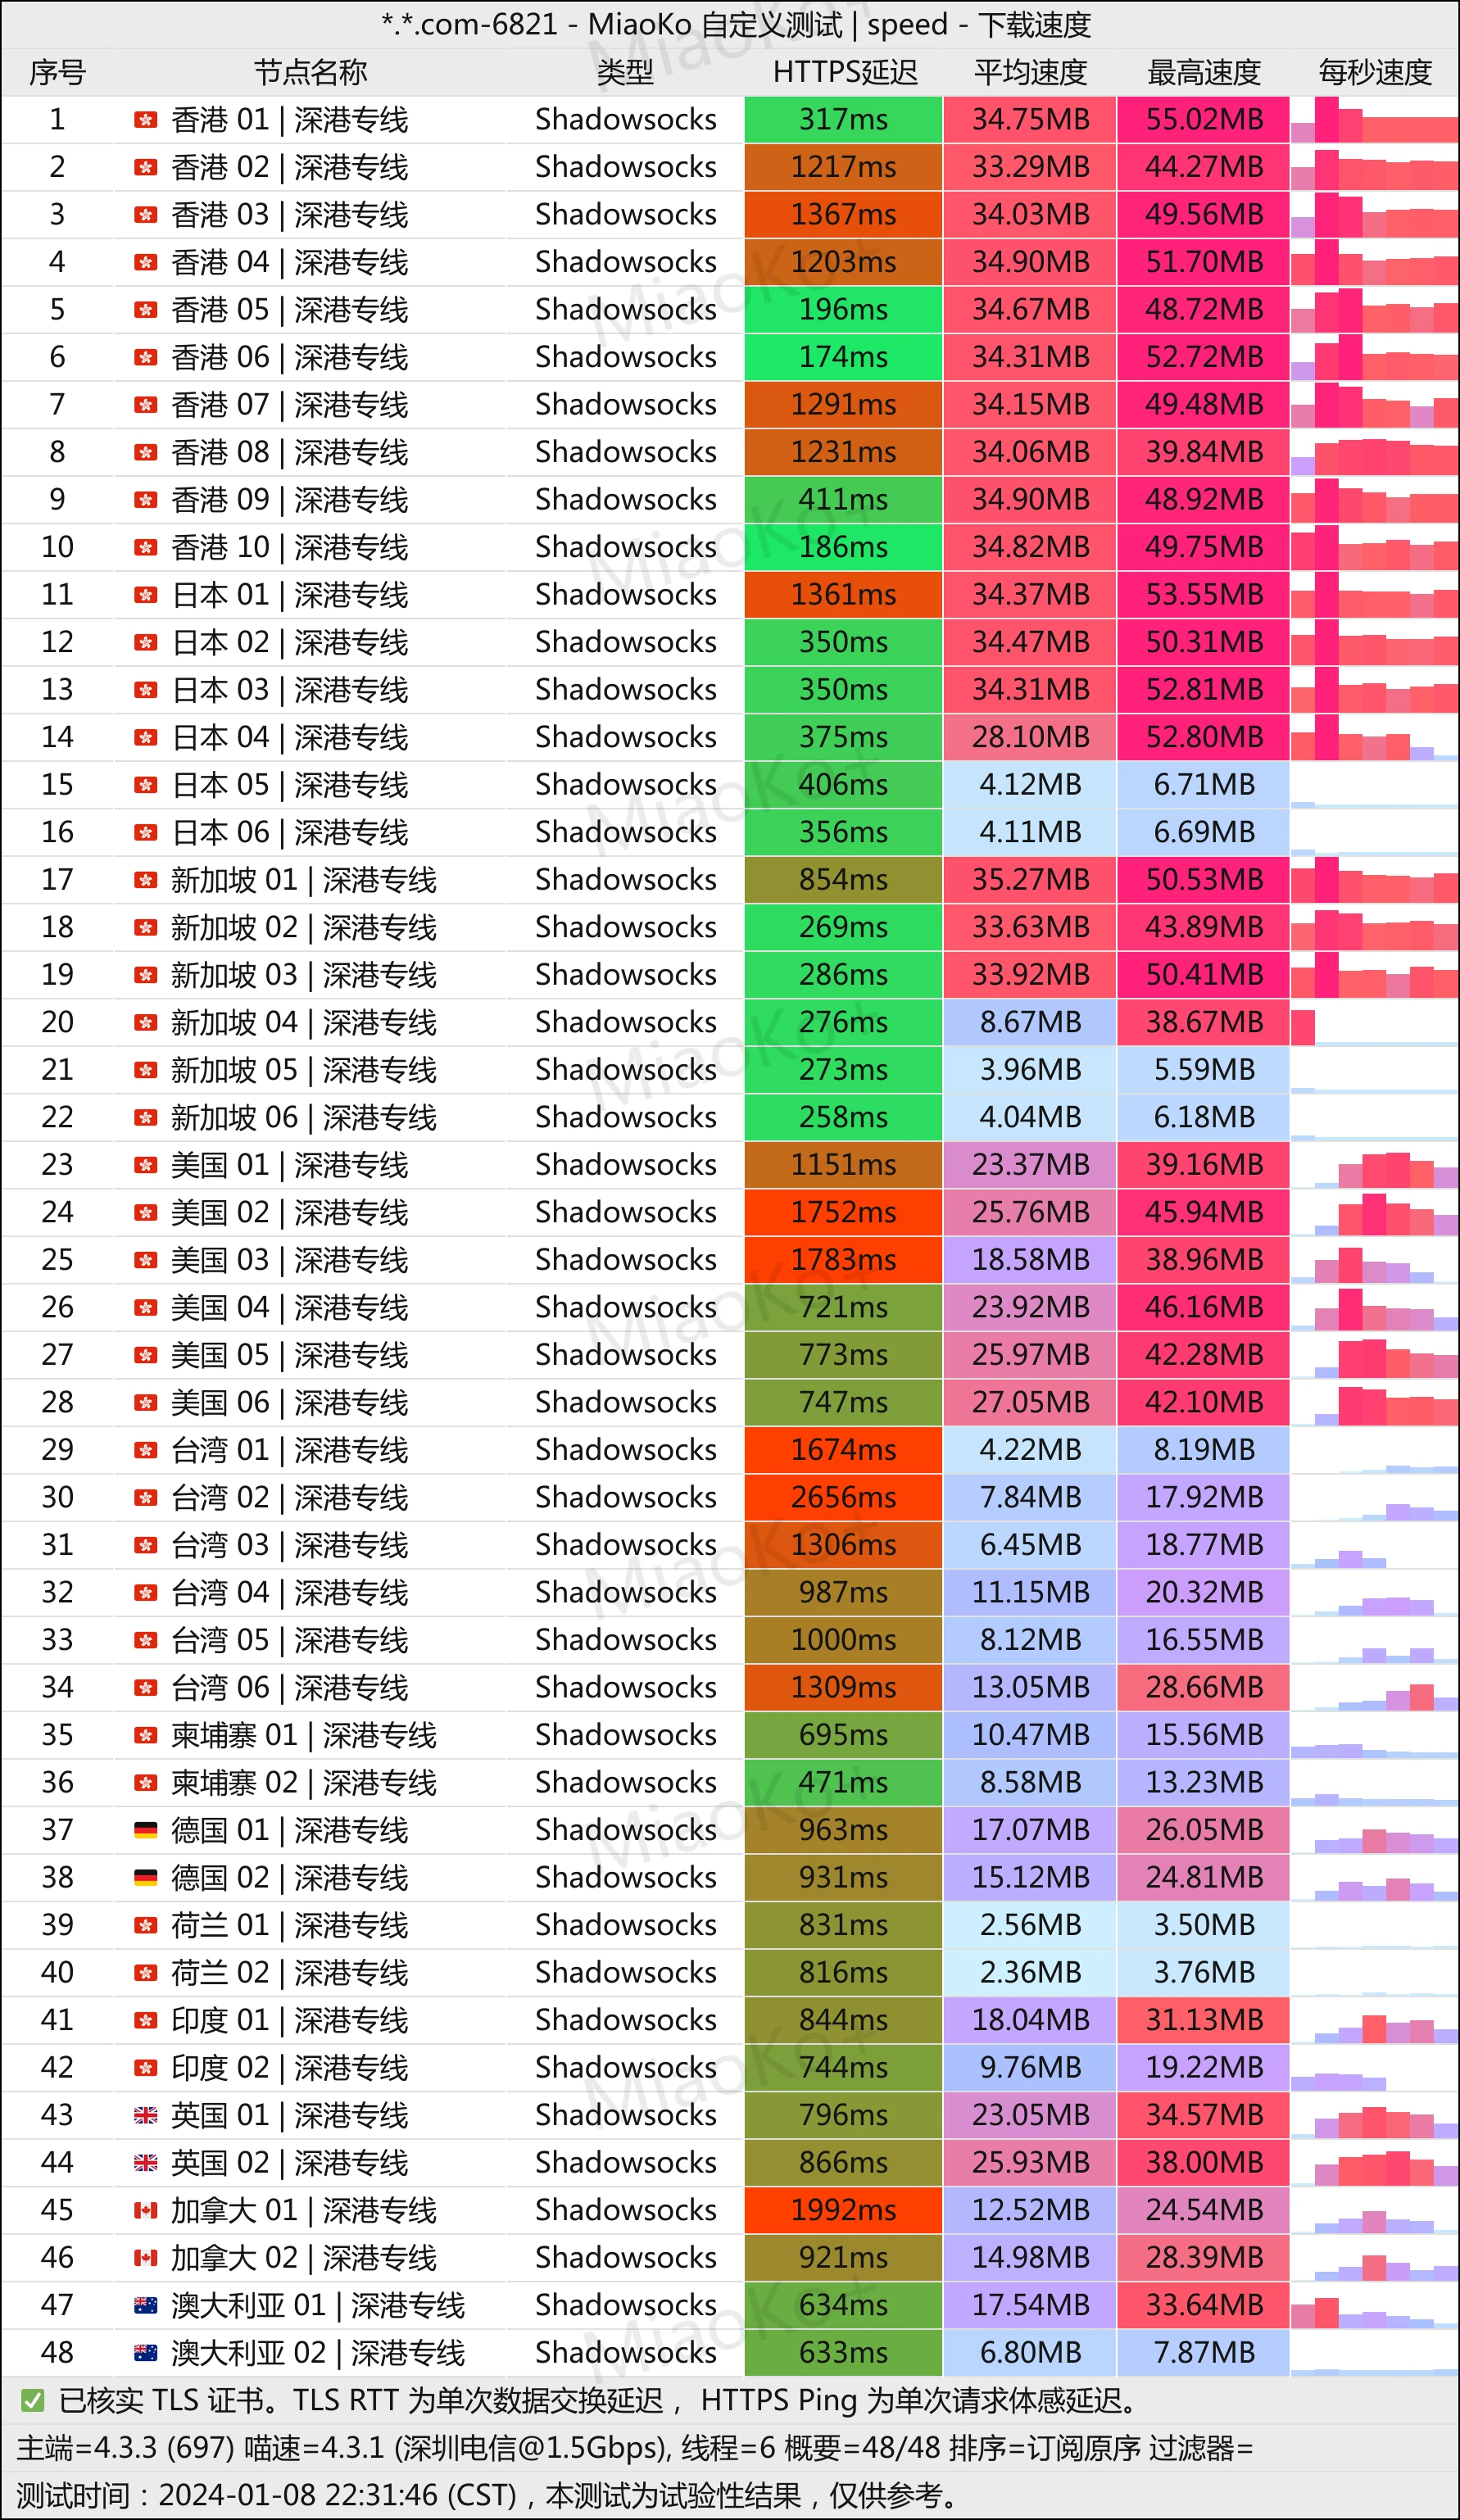 *.*.com-6821 - MiaoKo 自定义测试 | speed - 下载速度
序号 节点名称 类型 HTTPS延迟 平均速度 最高速度 每秒速度
1 香港 01 | 深港专线 Shadowsocks 317ms 34.75MB 55.02MB
2 香港 02 | 深港专线 Shadowsocks 1217ms 33.29MB 44.27MB
3 香港 03 | 深港专线 Shadowsocks 1367ms 34.03MB 49.56MB
4 香港 04 | 深港专线 Shadowsocks 1203ms 34.90MB 51.70MB
5 香港 05 | 深港专线 Shadowsocks 196ms 34.67MB 48.72MB
6 香港 06 | 深港专线 Shadowsocks 174ms 34.31MB 52.72MB
7 香港 07 | 深港专线 Shadowsocks 1291ms 34.15MB 49.48MB
8 香港 08 | 深港专线 Shadowsocks 1231ms 34.06MB 39.84MB
9 香港 09 | 深港专线 Shadowsocks 411ms 34.90MB 48.92MB
10 香港 10 | 深港专线 Shadowsocks 186ms 34.82MB 49.75MB
11 日本 01 | 深港专线 Shadowsocks 1361ms 34.37MB 53.55MB
12 日本 02 | 深港专线 Shadowsocks 350ms 34.47MB 50.31MB
13 日本 03 | 深港专线 Shadowsocks 350ms 34.31MB 52.81MB
14 日本 04 | 深港专线 Shadowsocks 375ms 28.10MB 52.80MB
15 日本 05 | 深港专线 Shadowsocks 406ms 4.12MB 6.71MB
16 日本 06 | 深港专线 Shadowsocks 356ms 4.11MB 6.69MB
17 新加坡 01 | 深港专线 Shadowsocks 854ms 35.27MB 50.53MB
18 新加坡 02 | 深港专线 Shadowsocks 269ms 33.63MB 43.89MB
19 新加坡 03 | 深港专线 Shadowsocks 286ms 33.92MB 50.41MB
20 新加坡 04 | 深港专线 Shadowsocks 276ms 8.67MB 38.67MB
21 新加坡 05 | 深港专线 Shadowsocks 273ms 3.96MB 5.59MB
22 新加坡 06 | 深港专线 Shadowsocks 258ms 4.04MB 6.18MB
23 美国 01 | 深港专线 Shadowsocks 1151ms 23.37MB 39.16MB
24 美国 02 | 深港专线 Shadowsocks 1752ms 25.76MB 45.94MB
25 美国 03 | 深港专线 Shadowsocks 1783ms 18.58MB 38.96MB
26 美国 04 | 深港专线 Shadowsocks 721ms 23.92MB 46.16MB
27 美国 05 | 深港专线 Shadowsocks 773ms 25.97MB 42.28MB
28 美国 06 | 深港专线 Shadowsocks 747ms 27.05MB 42.10MB
29 台湾 01 | 深港专线 Shadowsocks 1674ms 4.22MB 8.19MB
30 台湾 02 | 深港专线 Shadowsocks 2656ms 7.84MB 17.92MB
31 台湾 03 | 深港专线 Shadowsocks 1306ms 6.45MB 18.77MB
32 台湾 04 | 深港专线 Shadowsocks 987ms 11.15MB 20.32MB
33 台湾 05 | 深港专线 Shadowsocks 1000ms 8.12MB 16.55MB
34 台湾 06 | 深港专线 Shadowsocks 1309ms 13.05MB 28.66MB
35 柬埔寨 01 | 深港专线 Shadowsocks 695ms 10.47MB 15.56MB
36 柬埔寨 02 | 深港专线 Shadowsocks 471ms 8.58MB 13.23MB
37 德国 01 | 深港专线 Shadowsocks 963ms 17.07MB 26.05MB
38 德国 02 | 深港专线 Shadowsocks 931ms 15.12MB 24.81MB
39 荷兰 01 | 深港专线 Shadowsocks 831ms 2.56MB 3.50MB
40 荷兰 02 | 深港专线 Shadowsocks 816ms 2.36MB 3.76MB
41 印度 01 | 深港专线 Shadowsocks 844ms 18.04MB 31.13MB
42 印度 02 | 深港专线 Shadowsocks 744ms 9.76MB 19.22MB
43 英国 01 | 深港专线 Shadowsocks 796ms 23.05MB 34.57MB
44 英国 02 | 深港专线 Shadowsocks 866ms 25.93MB 38.00MB
45 加拿大 01 | 深港专线 Shadowsocks 1992ms 12.52MB 24.54MB
46 加拿大 02 | 深港专线 Shadowsocks 921ms 14.98MB 28.39MB
47 澳大利亚 01 | 深港专线 Shadowsocks 634ms 17.54MB 33.64MB
48 澳大利亚 02 | 深港专线 Shadowsocks 633ms 6.80MB 7.87MB
✅ 已核实 TLS 证书。TLS RTT 为单次数据交换延迟， HTTPS Ping 为单次请求体感延迟。
主端=4.3.3 (697) 喵速=4.3.1 (深圳电信@1.5Gbps), 线程=6 概要=48/48 排序=订阅原序 过滤器=
测试时间：2024-01-08 22:31:46 (CST)，本测试为试验性结果，仅供参考。